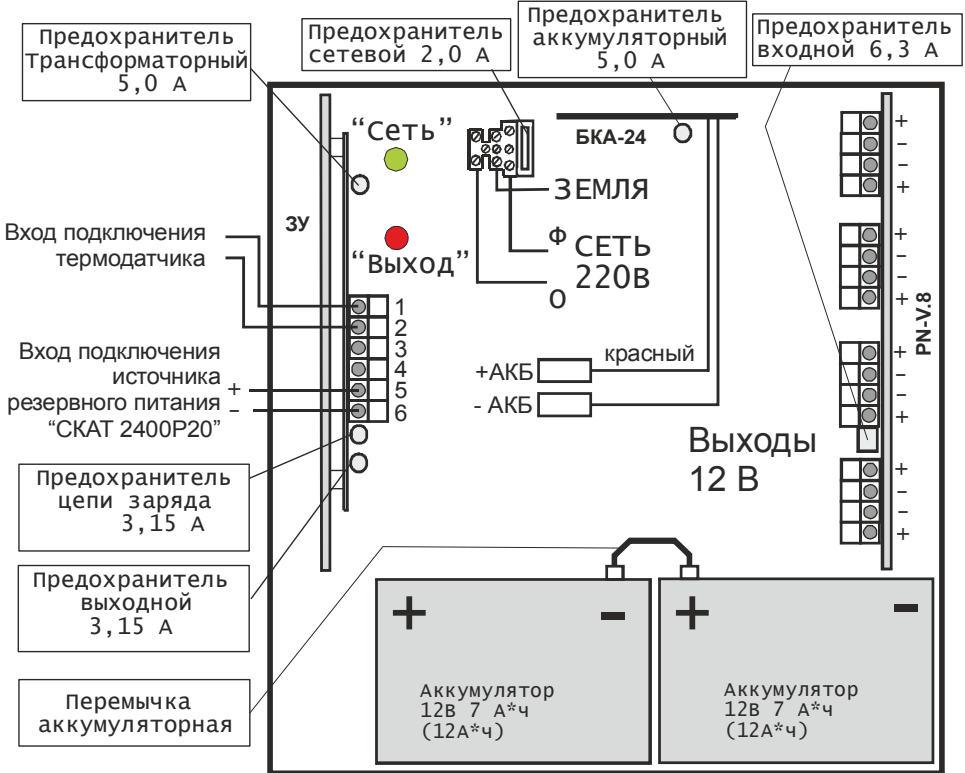 Предохранитель
Трансформаторный
5,0 А
Предохранитель
сетевой 2,0 А
Предохранитель
аккумуляторный
5,0 А
Предохранитель
входной 6,3 А
“Сеть”
БКА-24
ЗЕМЛЯ
ЗУ
Ф
СЕТЬ
220В
О
“Выход”
Вход подключения
термодатчика
1
2
3
4
5
6
Вход подключения
источника
резервного питания
“СКАТ 2400Р20”
+
-
красный
+АКБ
- АКБ
Выходы
12 В
PN-V.8
+
-
-
+
+
-
-
+
+
-
-
+
+
-
-
+
Предохранитель
цепи заряда
3,15 А
Предохранитель
выходной
3,15 А
Перемычка
аккумуляторная
+ -
Аккумулятор
12В 7 А*ч
(12А*ч)
+ -
Аккумулятор
12В 7 А*ч
(12А*ч)